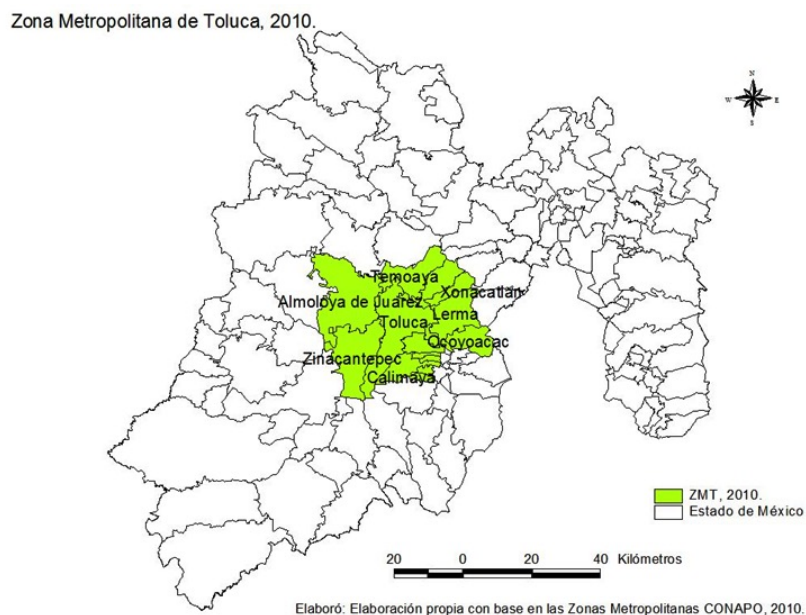 Zona Metropolitana de Toluca, 2010.
N
W E
S
Temoaya
Xonacatlán
Almoloya de Juárez
Lerma
Toluca
Ocoyoacac
Zinacantepec
Calimaya
ZMT, 2010.
Estado de México
20 0 20 40 Kilómetros
Elaboró: Elaboración propia con base en las Zonas Metropolitanas CONAPO, 2010.